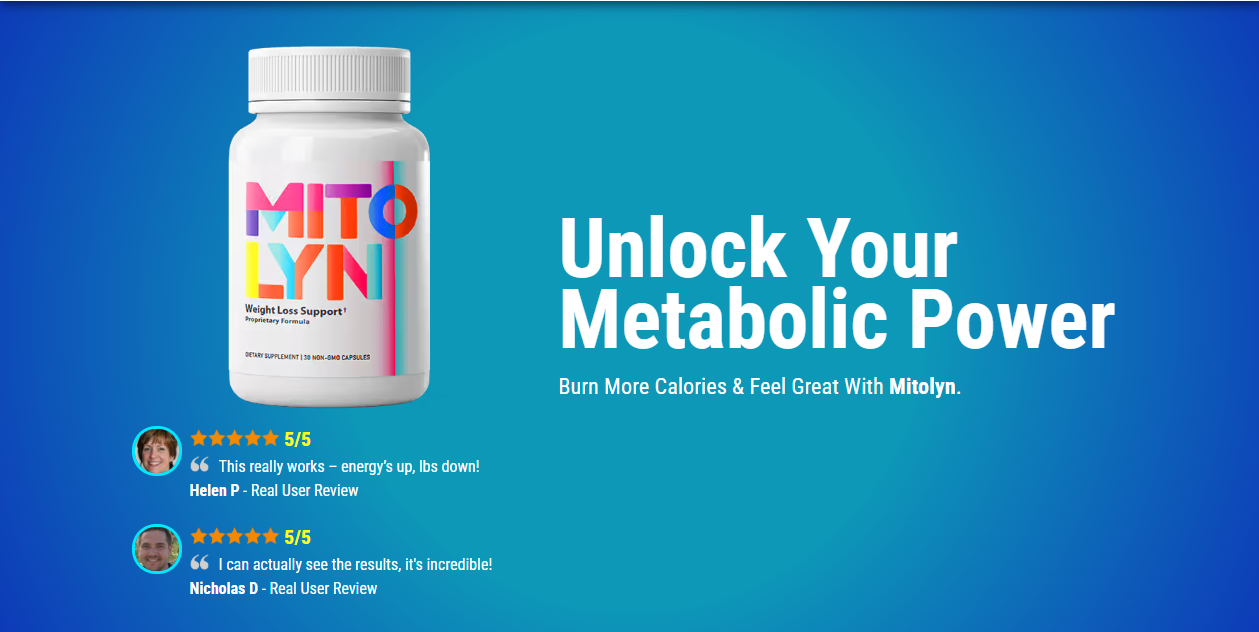 MITO
LYN
Weight Loss Support†
Proprietary Formula
DIETARY SUPPLEMENT | 30 NON-GMO CAPSULES
Unlock Your
Metabolic Power
Burn More Calories & Feel Great With Mitolyn.
5/5
“ This really works – energy's up, lbs down!
Helen P - Real User Review
5/5
“ I can actually see the results, it's incredible!
Nicholas D - Real User Review